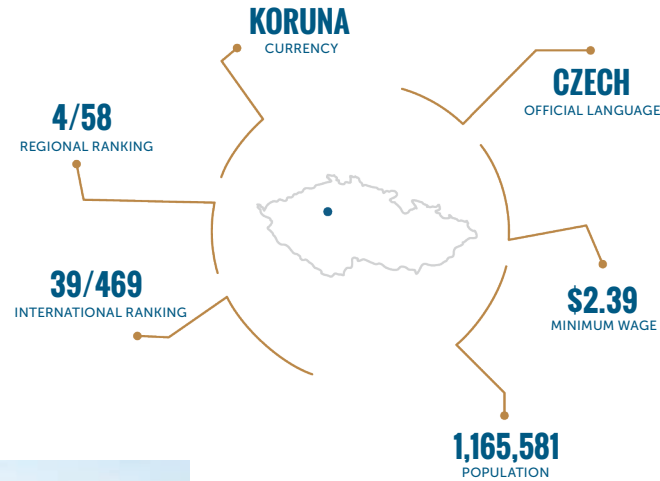 KORUNA
CURRENCY
CZECH
OFFICIAL LANGUAGE
4/58
REGIONAL RANKING
39/469
INTERNATIONAL RANKING
$2.39
MINIMUM WAGE
1,165,581
POPULATION